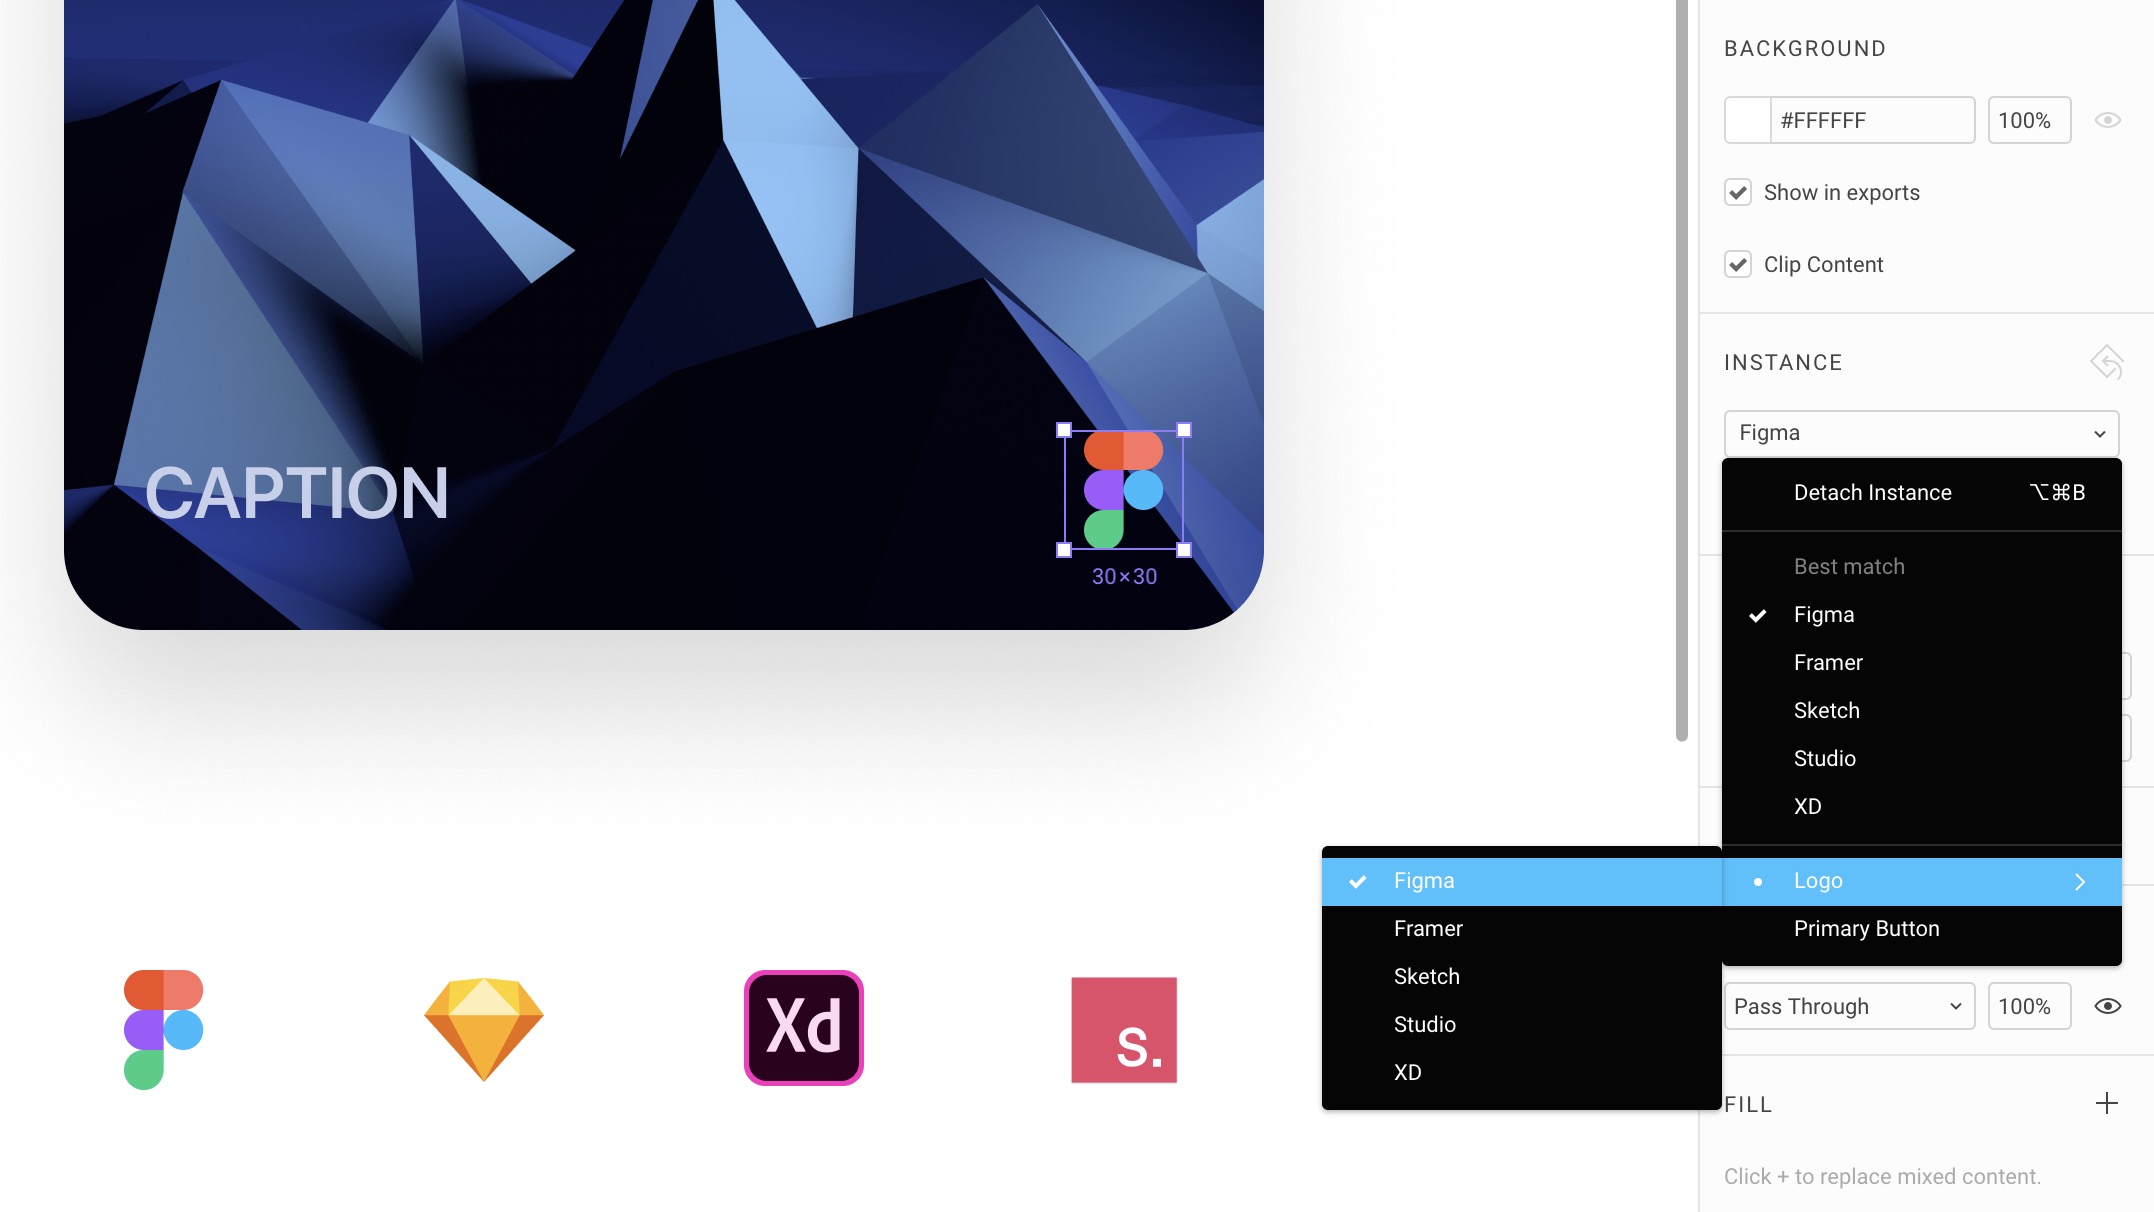 BACKGROUND
#FFFFFF 100%
Show in exports
Clip Content
INSTANCE
Figma
Detach Instance ⌥⌘B
Best match
Figma
Framer
Sketch
Studio
XD
Logo
Primary Button
Figma
Framer
Sketch
Studio
XD
Pass Through 100%
FILL
Click + to replace mixed content.
CAPTION
30×30
Xd
s.